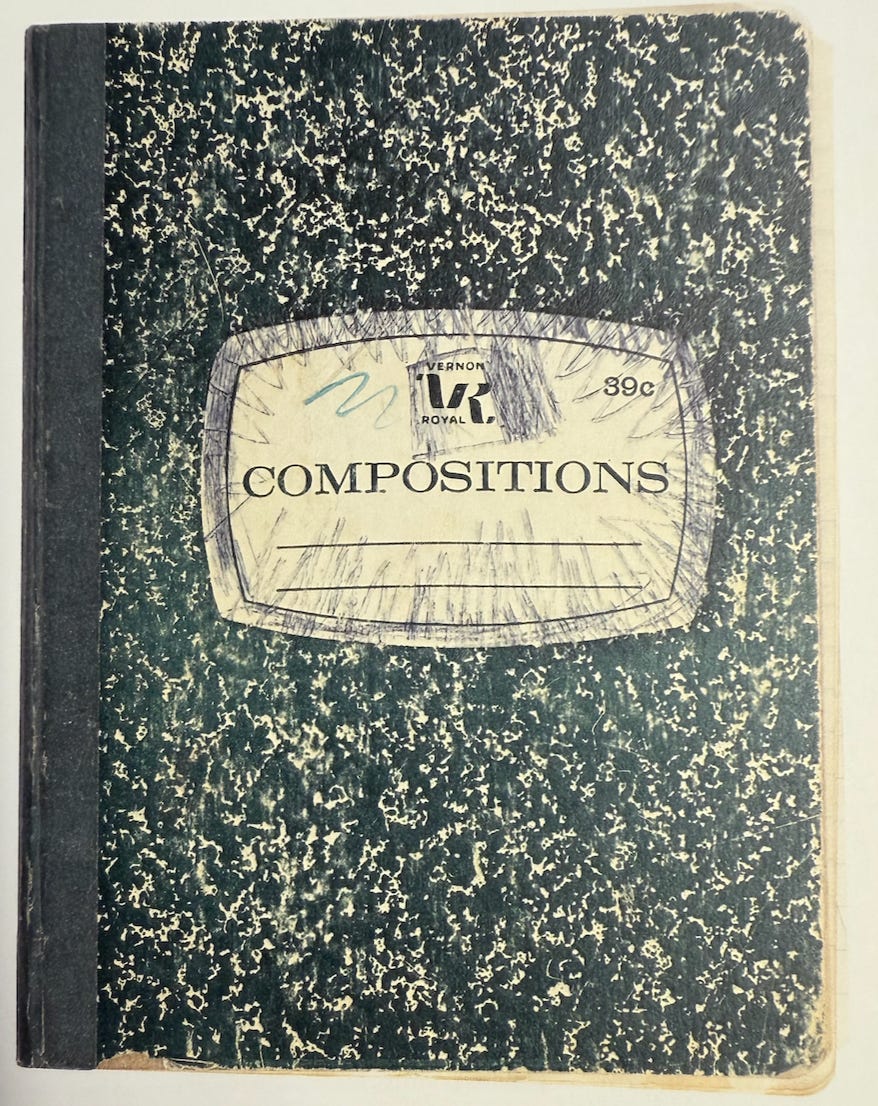 VERNON
VR
ROYAL
39c
COMPOSITIONS